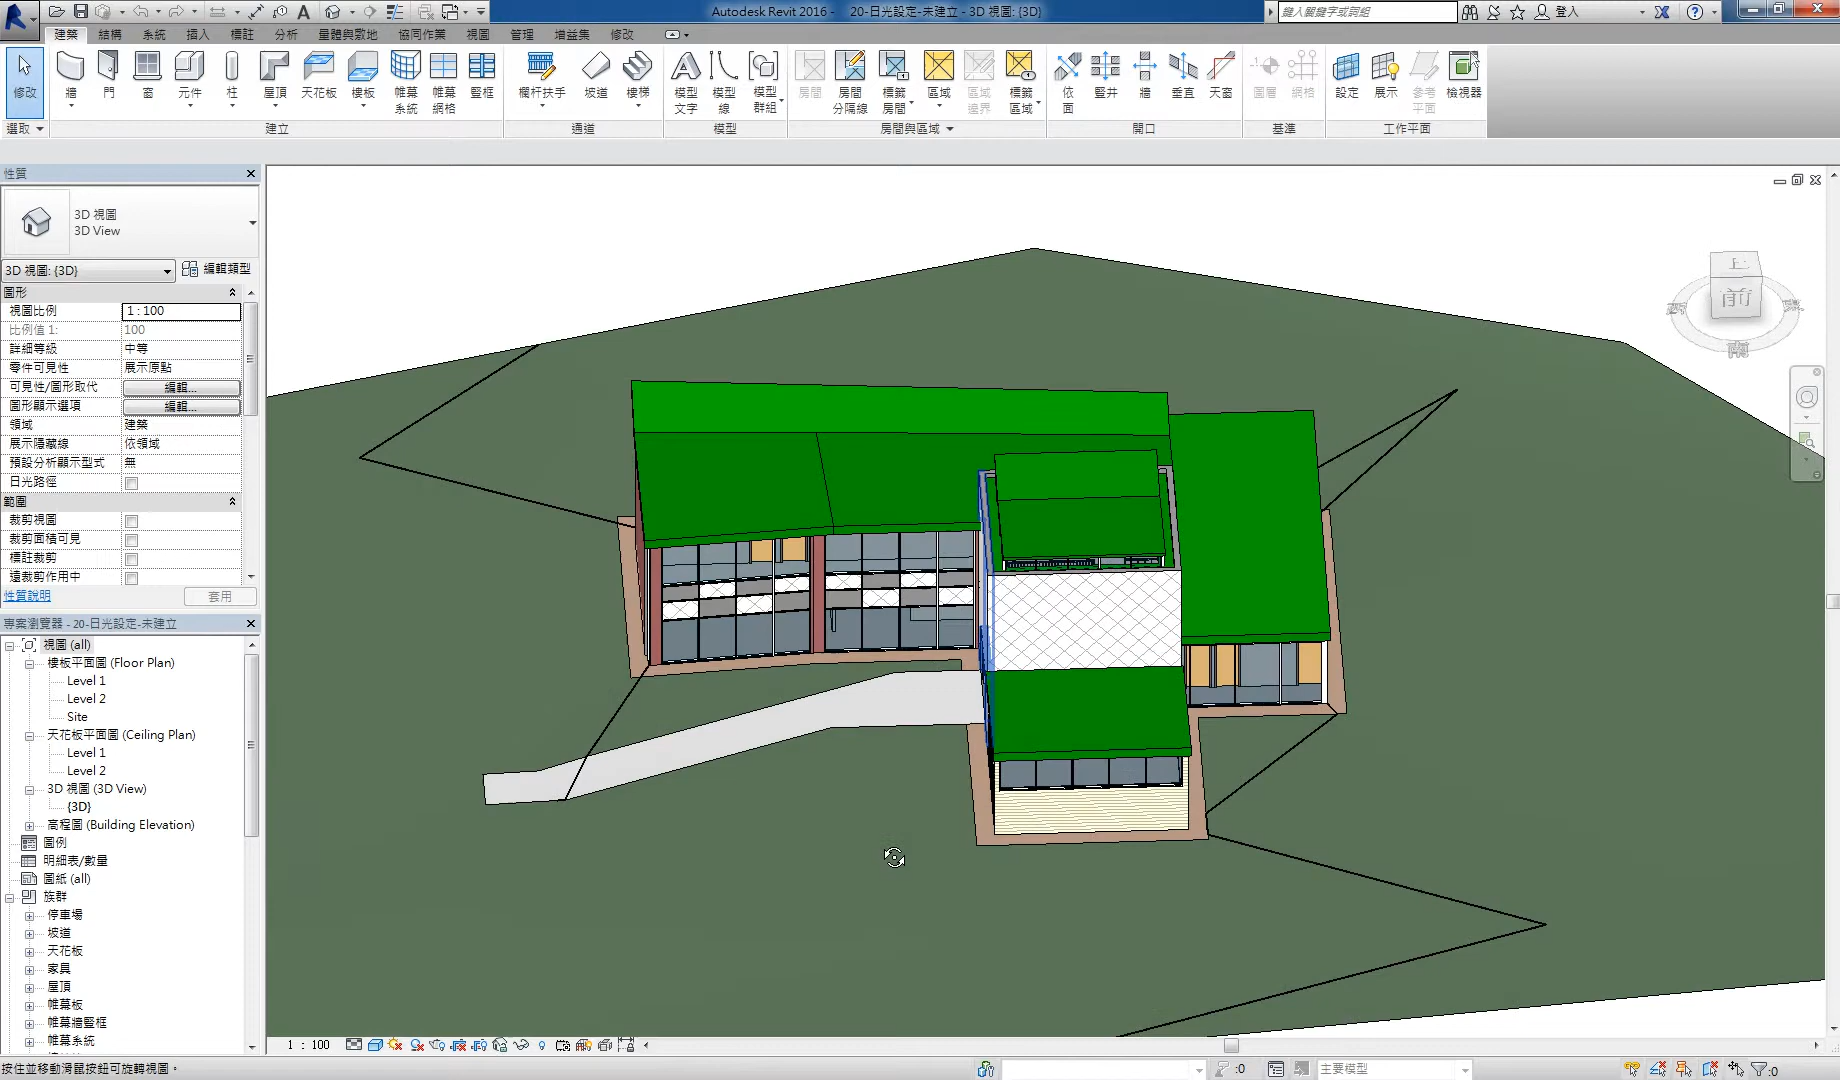 Autodesk Revit 2016 - 20-日光設定-未建立 - 3D 視圖: {3D}
鍵入關鍵字或詞組
登入
建築 結構 系統 插入 標註 分析 量體與敷地 協同作業 視圖 管理 增益集 修改
修改 牆 門 窗 元件 柱 屋頂 天花板 樓板 帷幕系統 帷幕網格 豎框 欄杆扶手 坡道 樓梯 模型文字 模型線 模型群組 房間 房間分隔線 標籤房間 區域 區域邊界 標籤區域 依面 豎井 牆 垂直 天窗 圖層 網格 設定 展示 參考平面 檢視器
選取 建立 通道 模型 房間與區域 開口 基準 工作平面
性質
3D 視圖
3D View
3D 視圖: {3D} 編輯類型
圖形
視圖比例 1 : 100
比例值 1: 100
詳細等級 中等
零件可見性 展示原點
可見性/圖形取代 編輯...
圖形顯示選項 編輯...
領域 建築
展示隱藏線 依領域
預設分析顯示型式 無
日光路徑
範圍
裁剪視圖
裁剪面積可見
標註裁剪
遠裁剪作用中
性質說明 套用
專案瀏覽器 - 20-日光設定-未建立
視圖 (all)
樓板平面圖 (Floor Plan)
Level 1
Level 2
Site
天花板平面圖 (Ceiling Plan)
Level 1
Level 2
3D 視圖 (3D View)
{3D}
高程圖 (Building Elevation)
圖例
明細表/數量
圖紙 (all)
族群
停車場
坡道
天花板
家具
屋頂
帷幕板
帷幕牆豎框
帷幕系統
上
前
1 : 100
按住並移動滑鼠按鈕可旋轉視圖。
:0
主要模型
:0